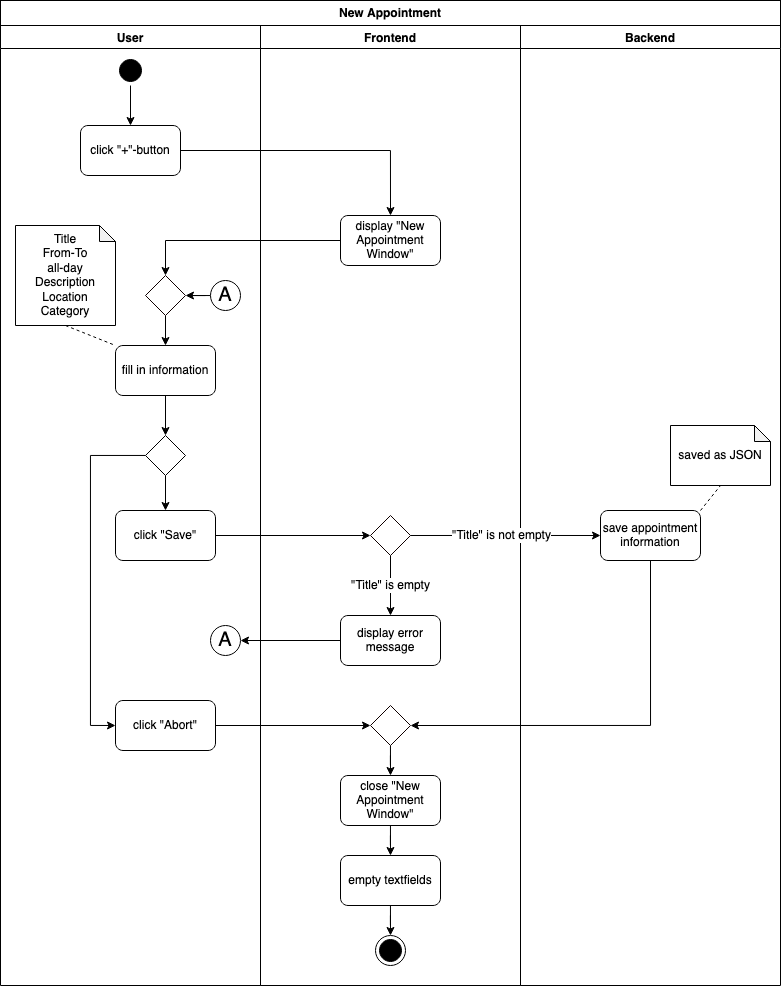 New Appointment
User
Frontend
Backend
click "+"-button
display "New
Appointment
Window"
Title
From-To
all-day
Description
Location
Category
A
fill in information
saved as JSON
click "Save"
"Title" is not empty
save appointment
information
"Title" is empty
A
display error
message
click "Abort"
close "New
Appointment
Window"
empty textfields